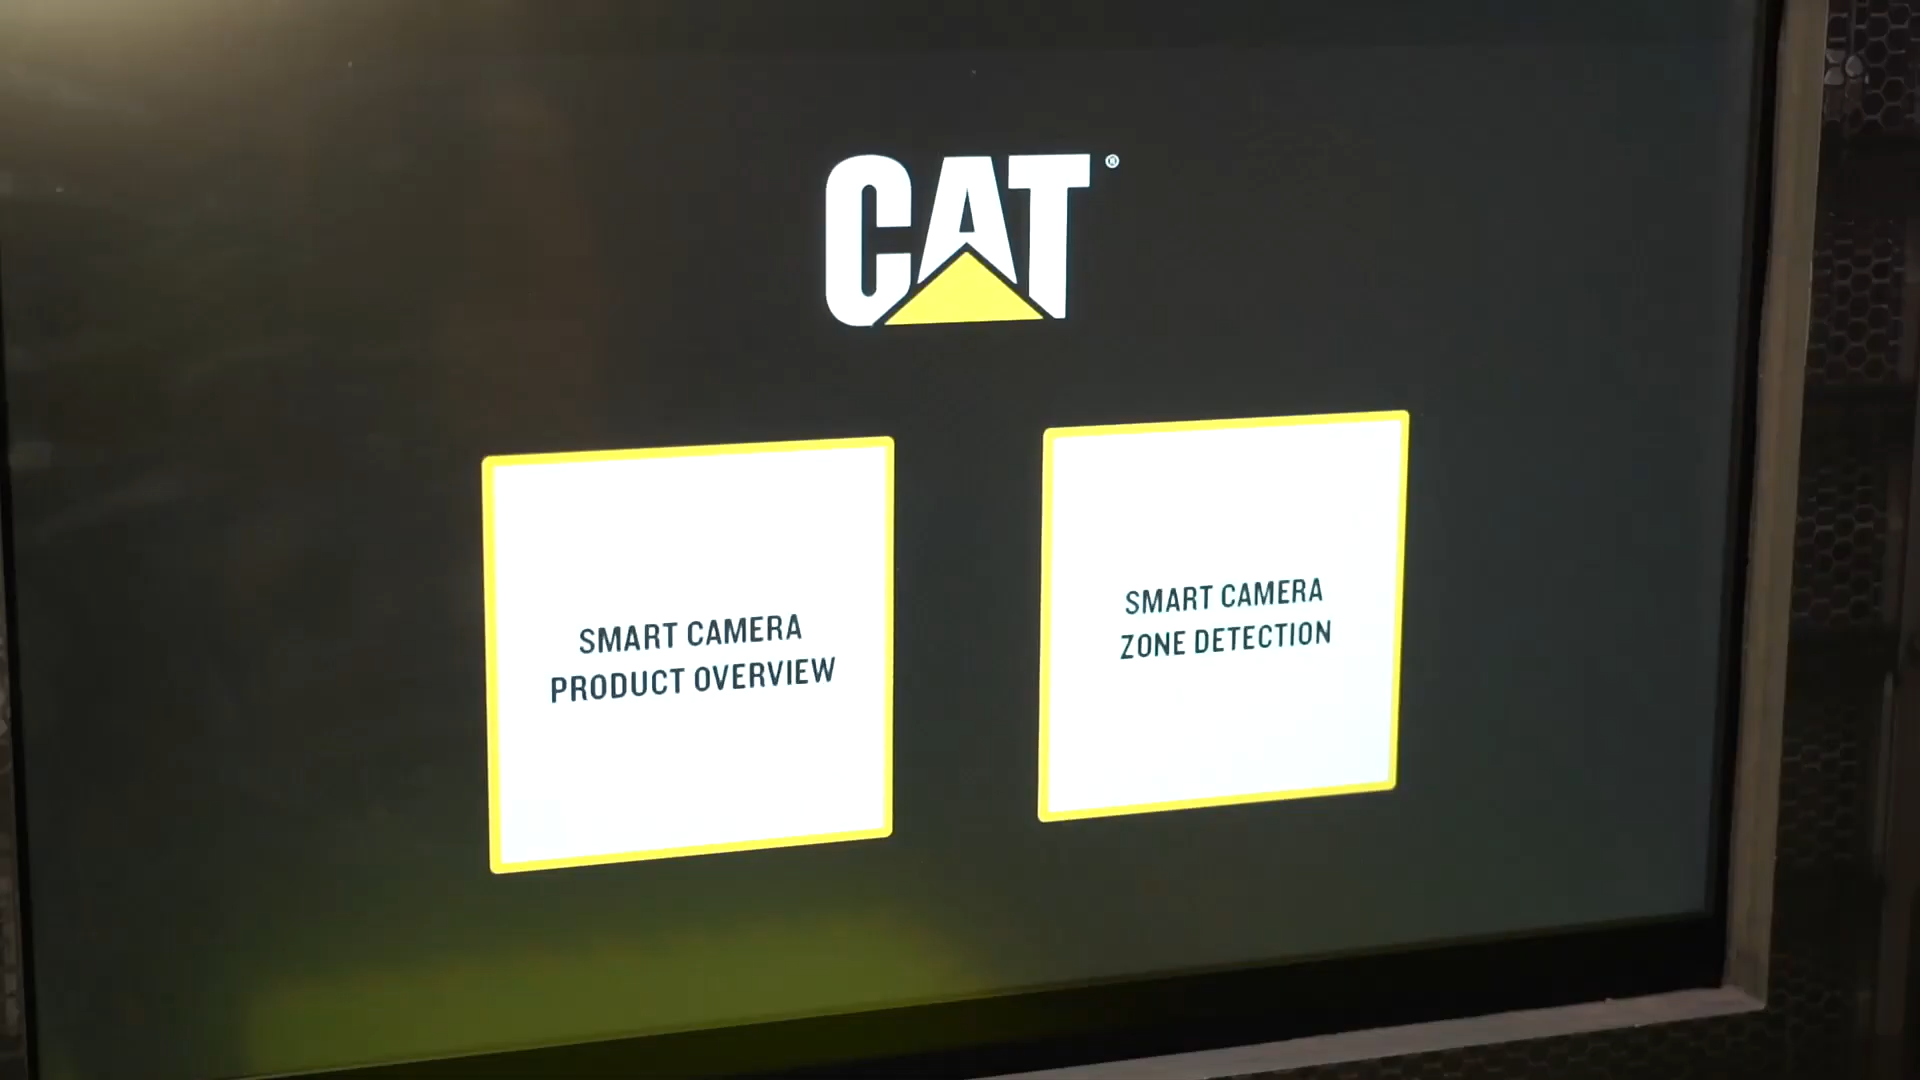 CAT®
SMART CAMERA
PRODUCT OVERVIEW
SMART CAMERA
ZONE DETECTION